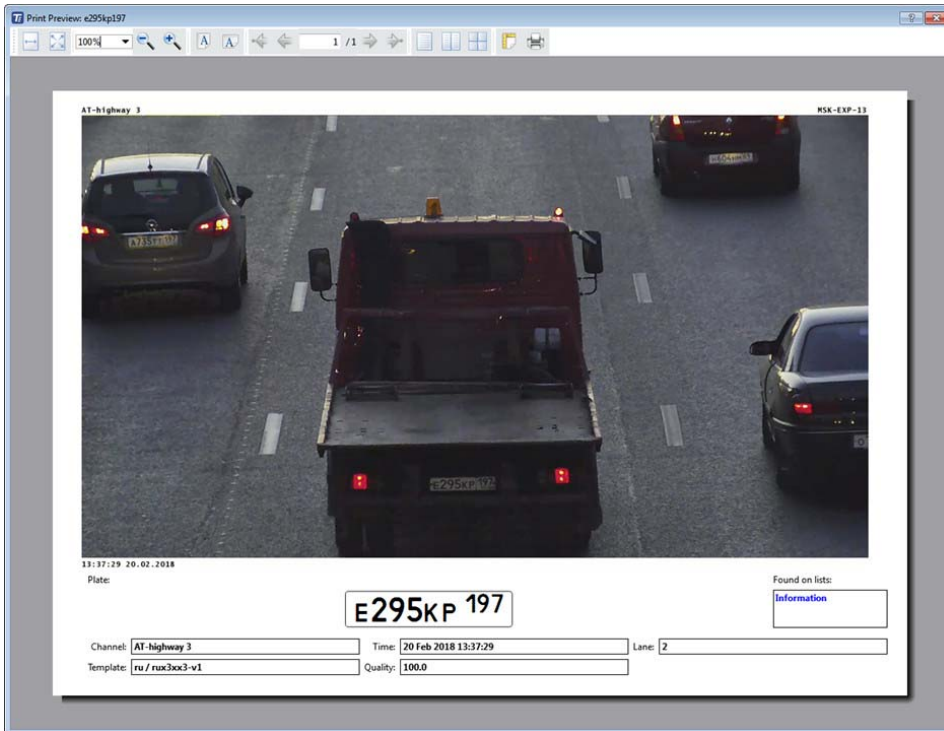 Print Preview: e295kp197
100%
A
A
1 /1
AT-highway 3
MSK-EXP-13
A735YY 197
E295KP 197
13:37:29 20.02.2018
Plate:
Found on lists:
E295KP 197
Information
Channel: AT-highway 3
Time: 20 Feb 2018 13:37:29
Lane: 2
Template: ru / rux3xx3-v1
Quality: 100.0